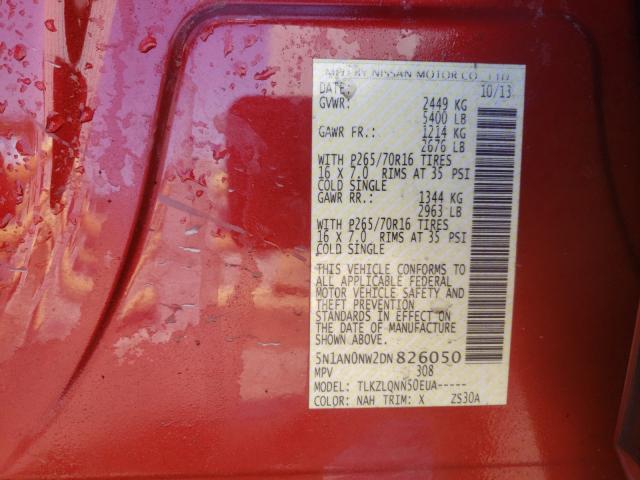 MFD BY NISSAN MOTOR CO., LTD
DATE: 10/13
GVWR: 2449 KG
5400 LB
GAWR FR.: 1214 KG
2676 LB
WITH P265/70R16 TIRES
16 X 7.0 RIMS AT 35 PSI
COLD SINGLE
GAWR RR.: 1344 KG
2963 LB
WITH P265/70R16 TIRES
16 X 7.0 RIMS AT 35 PSI
COLD SINGLE
THIS VEHICLE CONFORMS TO
ALL APPLICABLE FEDERAL
MOTOR VEHICLE SAFETY AND
THEFT PREVENTION
STANDARDS IN EFFECT ON
THE DATE OF MANUFACTURE
SHOWN ABOVE.
5N1AN0NW2DN826050
MPV 308
MODEL: TLKZLQNN50EUA-----
COLOR: NAH TRIM: X ZS30A